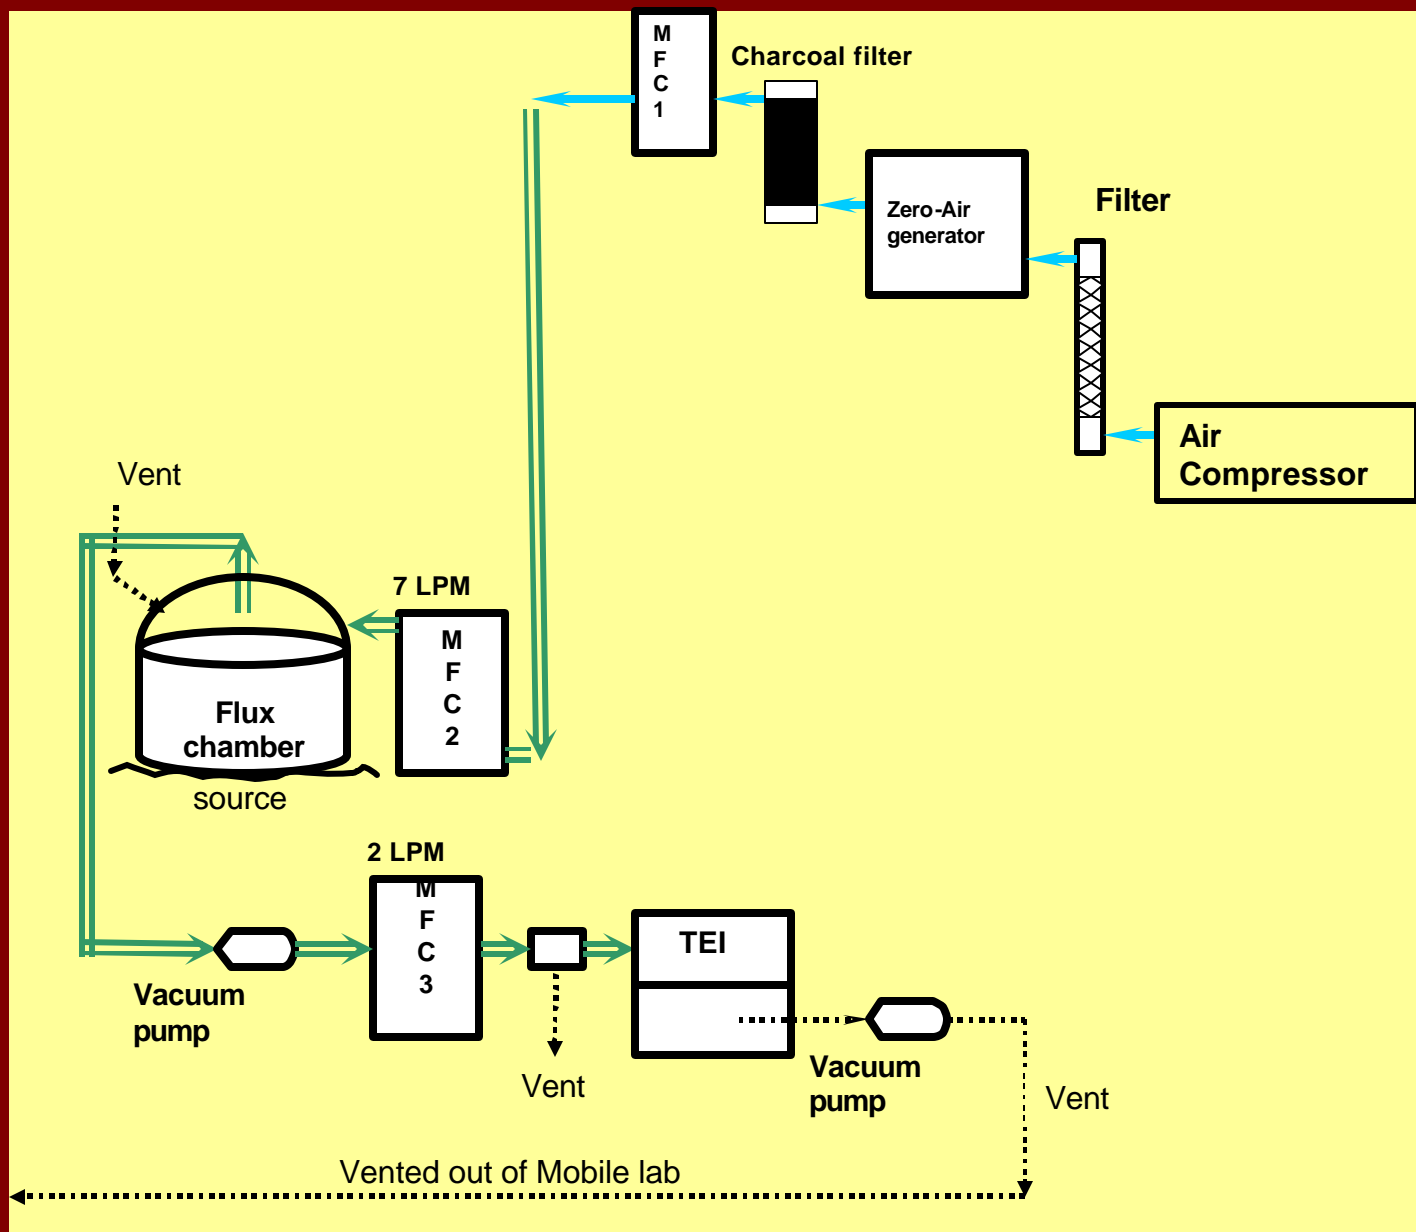 M
F
C
1
Charcoal filter
Zero-Air
generator
Filter
Air
Compressor
Vent
7 LPM
M
F
C
2
Flux
chamber
source
2 LPM
M
F
C
3
TEI
Vacuum
pump
Vent
Vacuum
pump
Vent
Vented out of Mobile lab